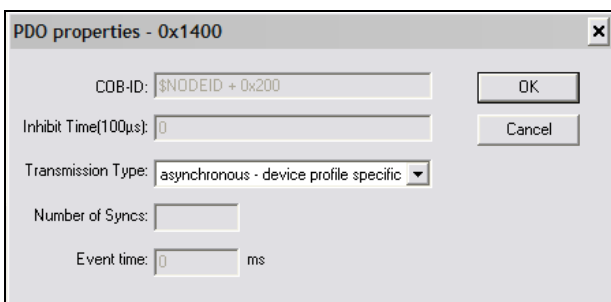 PDO properties - 0x1400
COB-ID: $NODEID + 0x200 OK
Inhibit Time(100µs): 0 Cancel
Transmission Type: asynchronous - device profile specific
Number of Syncs:
Event time: 0 ms